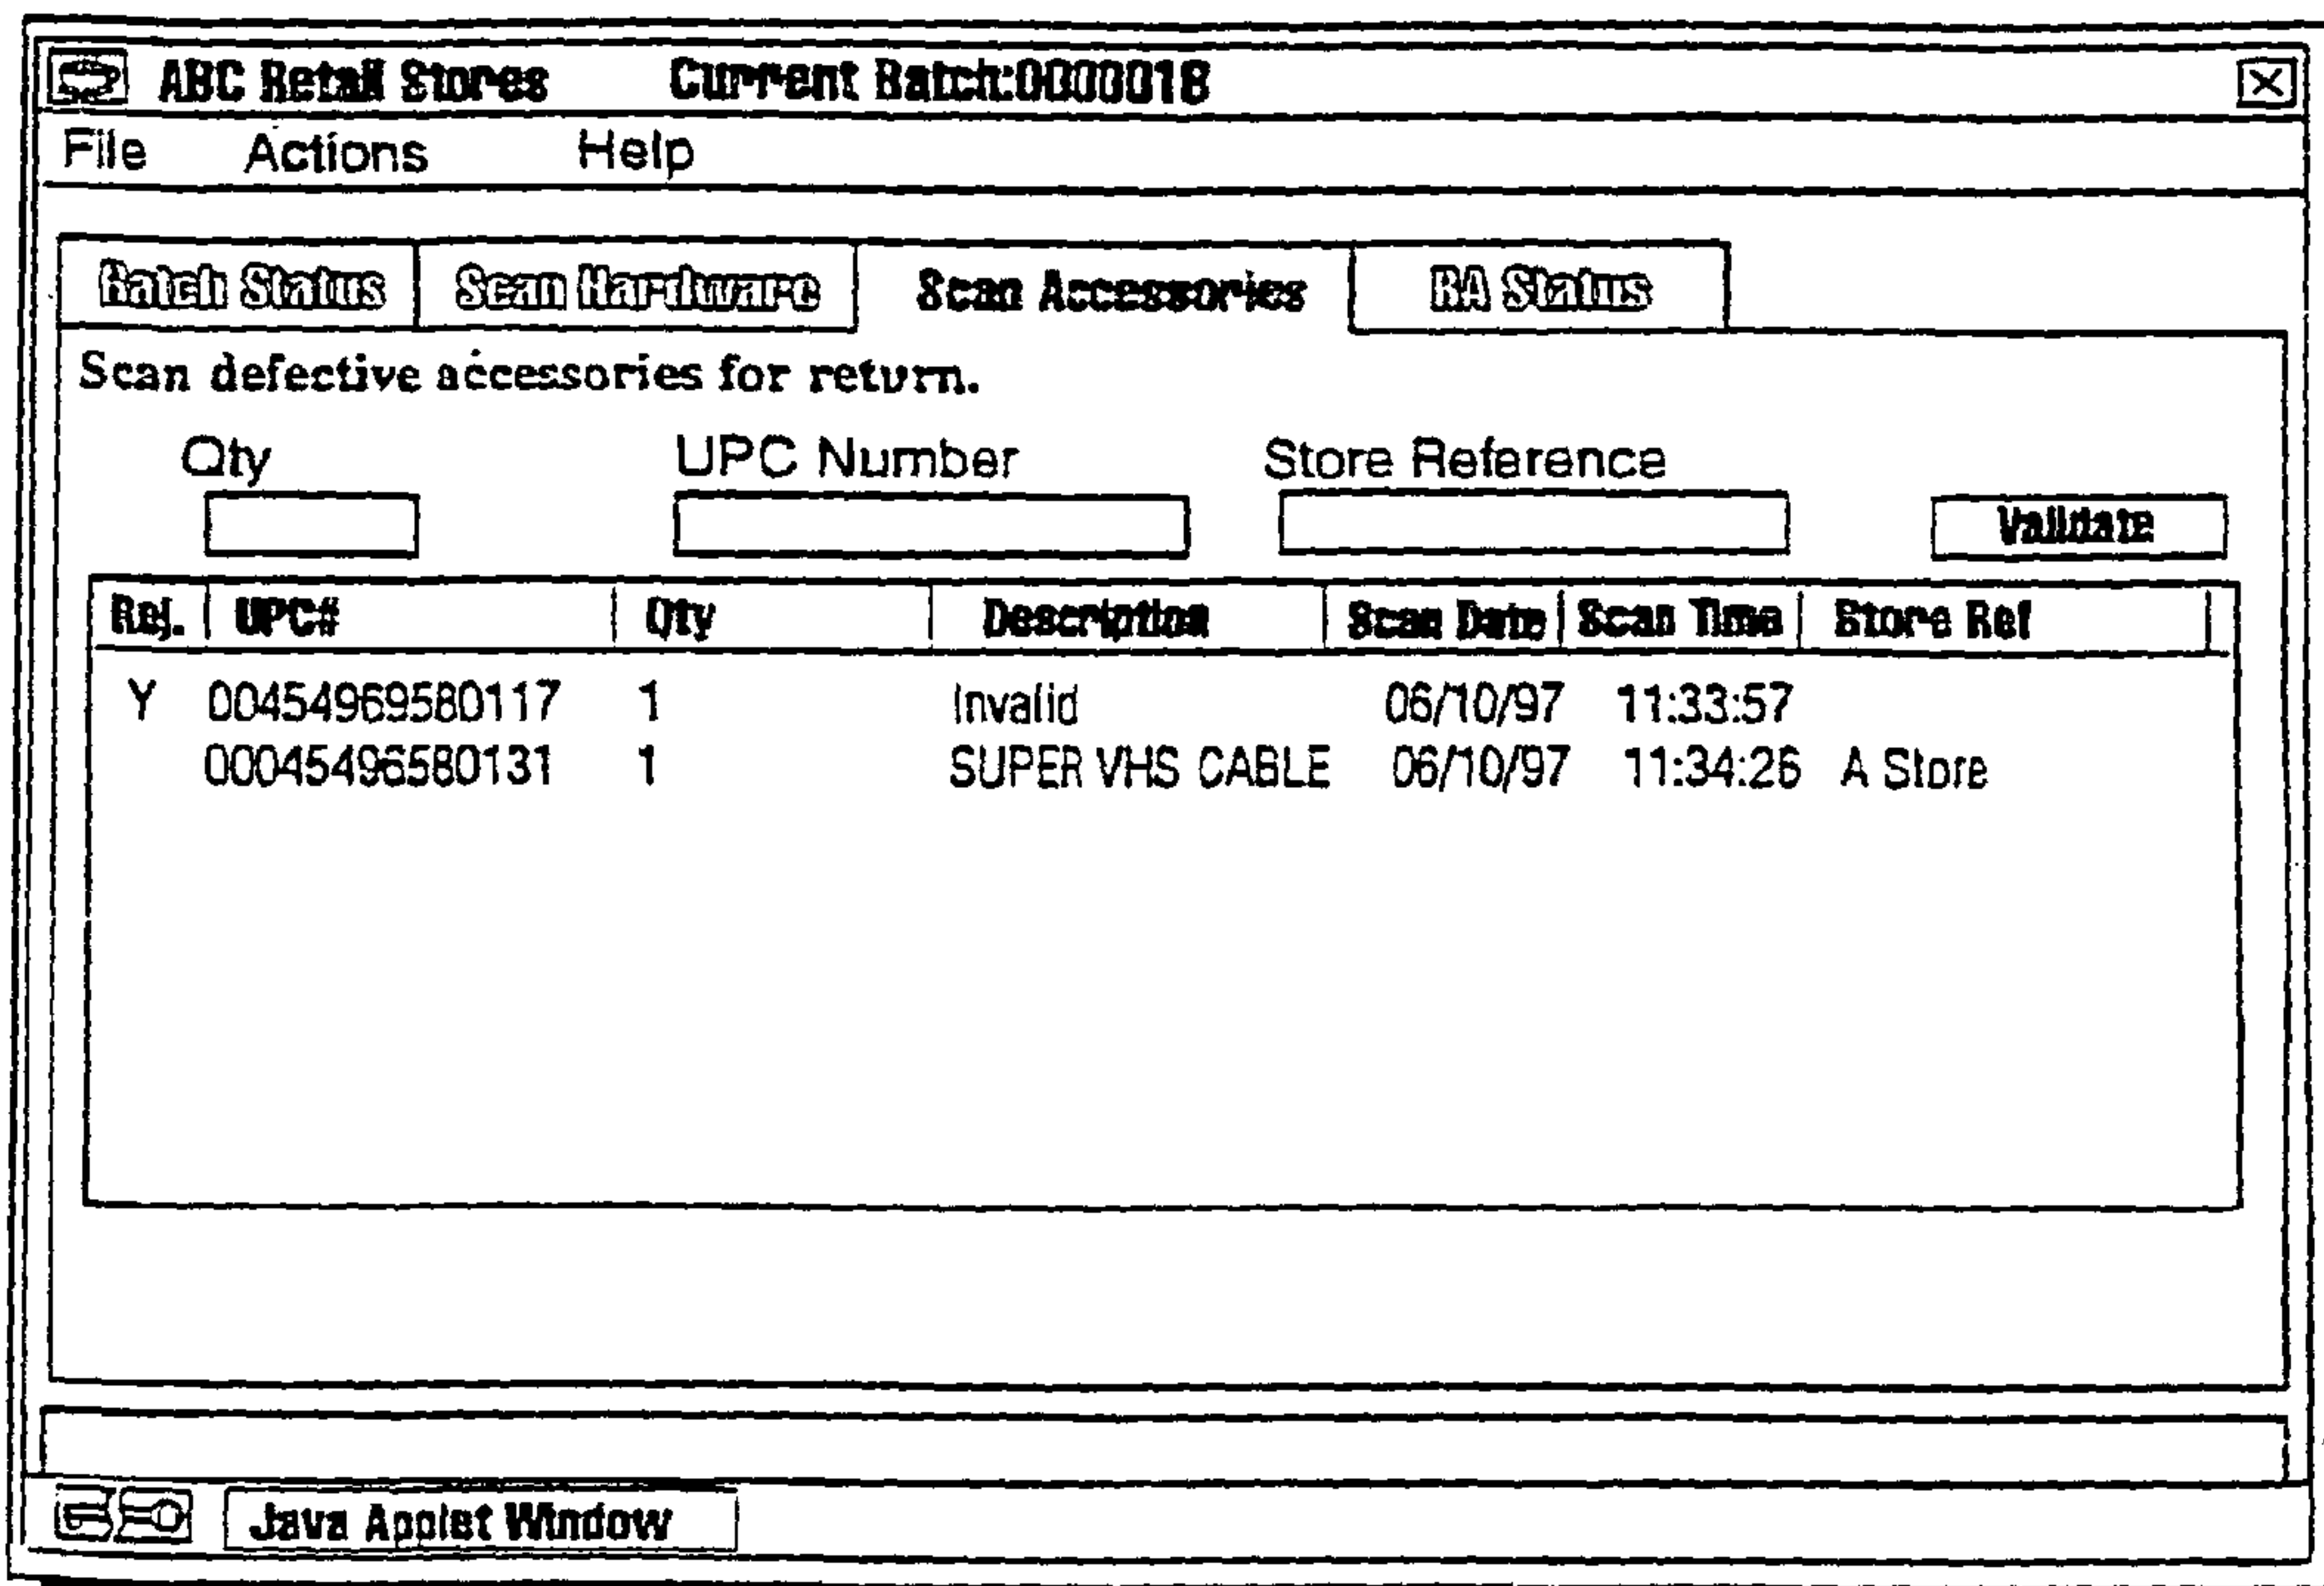 ABC Retail Stores Current Batch:0000018
File Actions Help
Batch Status Scan Hardware Scan Accessories RA Status
Scan defective accessories for return.
Qty UPC Number Store Reference
Validate
Rej. UPC# Qty Description Scan Date Scan Time Store Ref
Y 00454969580117 1 Invalid 06/10/97 11:33:57
00045496580131 1 SUPER VHS CABLE 06/10/97 11:34:26 A Store
Java Applet Window